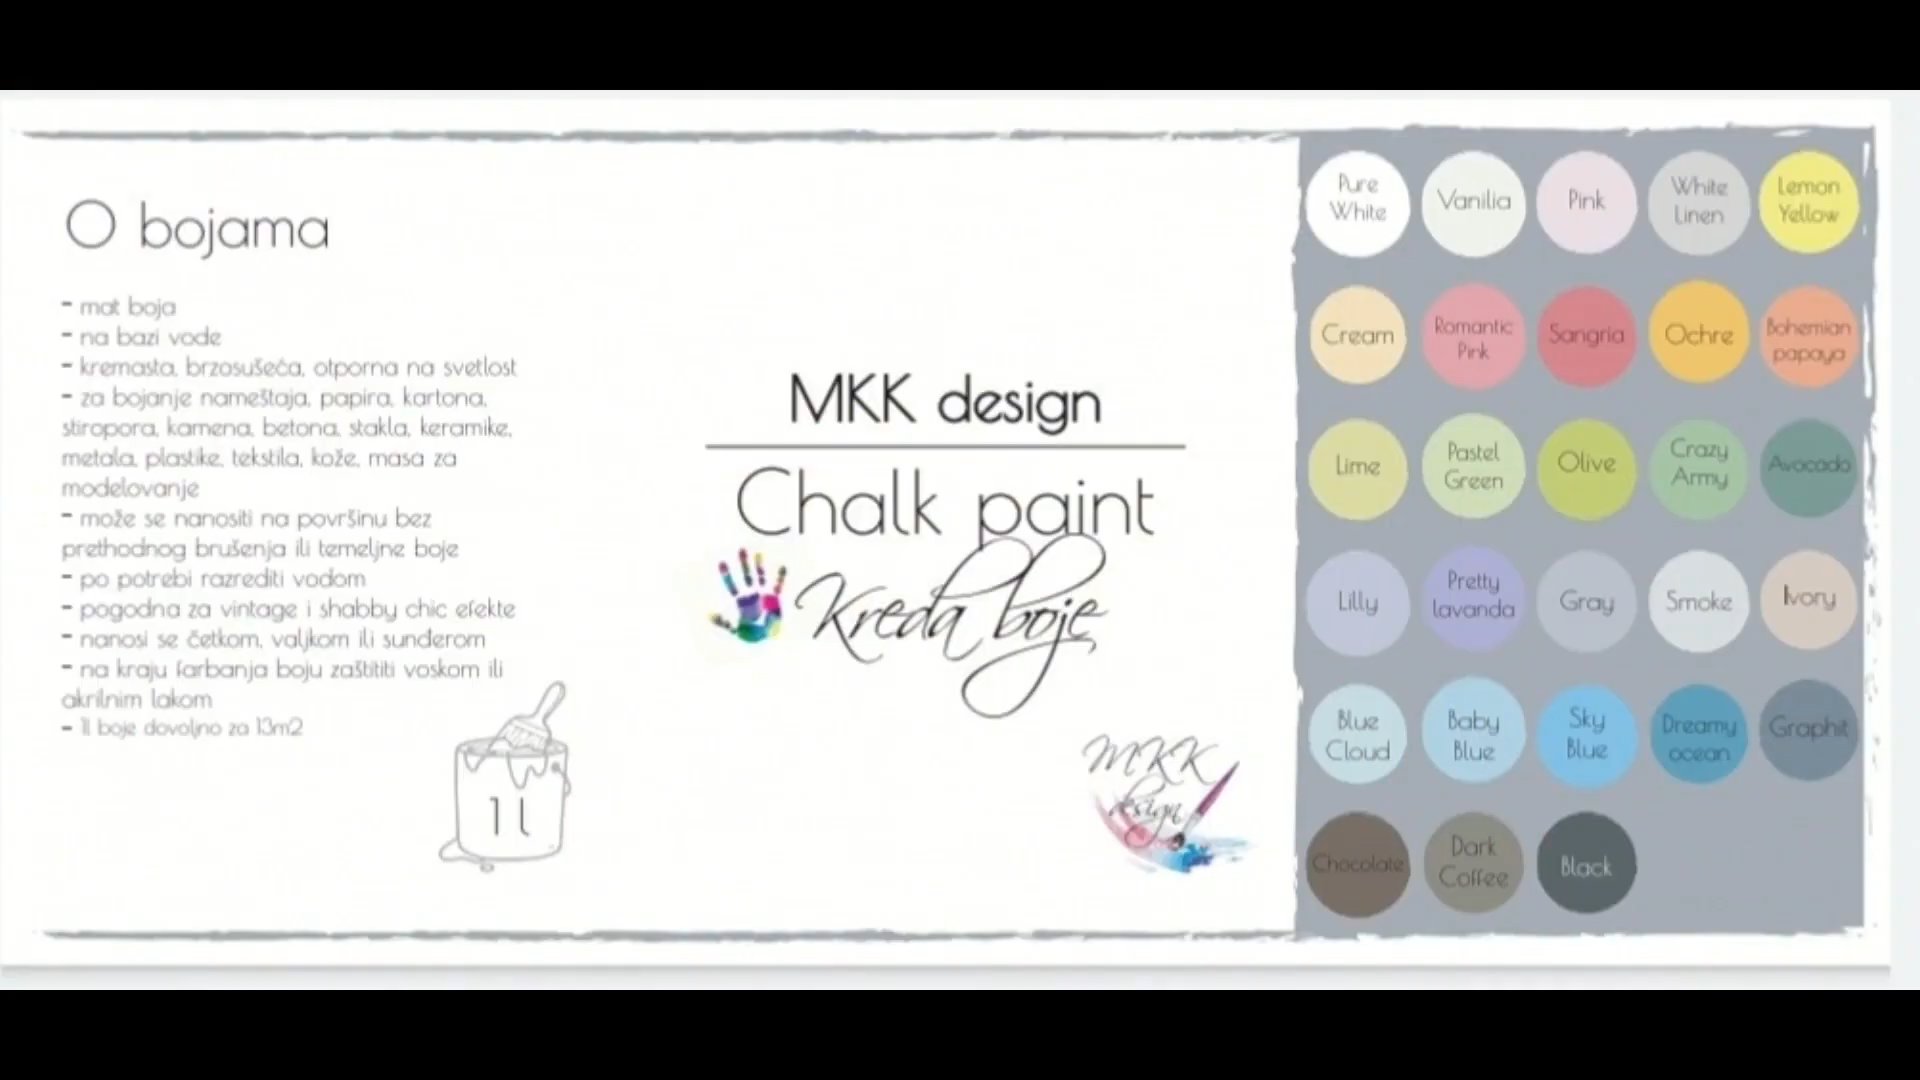 O bojama
- mat boja
- na bazi vode
- kremasta, brzosušeća, otporna na svetlost
- za bojanje nameštaja, papira, kartona,
stiropora, kamena, betona, stakla, keramike,
metala, plastike, tekstila, kože, masa za
modelovanje
- može se nanositi na površinu bez
prethodnog brušenja ili temeljne boje
- po potrebi razrediti vodom
- pogodna za vintage i shabby chic efekte
- nanosi se četkom, valjkom ili sunđerom
- na kraju farbanja boju zaštititi voskom ili
akrilnim lakom
- 1l boje dovoljno za 13m2
1 l
MKK design
Chalk paint
Kreda boje
MKK
design
Pure
White
Vanilia
Pink
White
Linen
Lemon
Yellow
Cream
Romantic
Pink
Sangria
Ochre
Bohemian
papaya
Lime
Pastel
Green
Olive
Crazy
Army
Avocado
Lilly
Pretty
lavanda
Gray
Smoke
Ivory
Blue
Cloud
Baby
Blue
Sky
Blue
Dreamy
ocean
Graphit
Chocolate
Dark
Coffee
Black